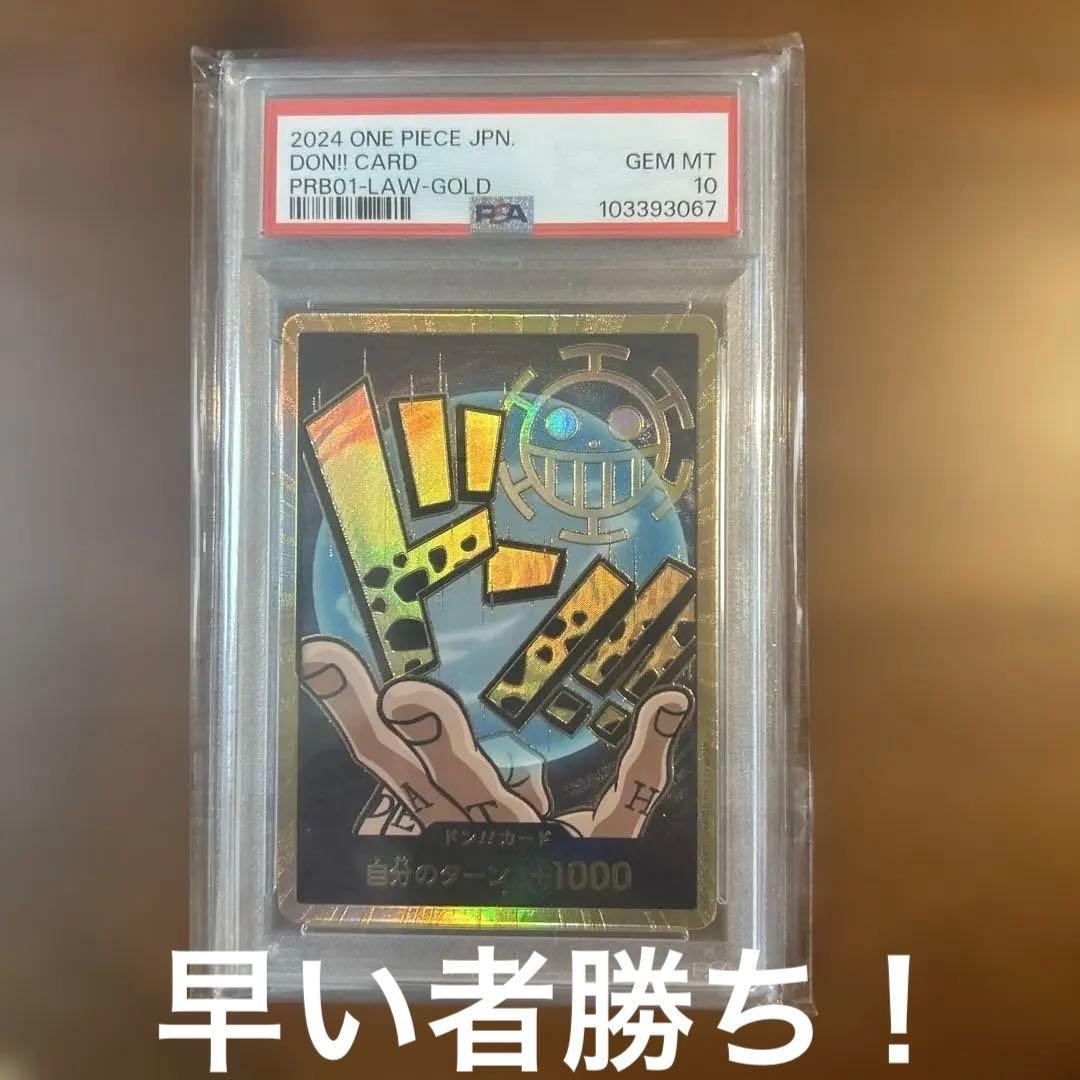 2024 ONE PIECE JPN.
DON!! CARD GEM MT
PRB01-LAW-GOLD 10
PSA 103393067
ドン!!
DEATH
ドン!!カード
自分のターン +1000
早い者勝ち！